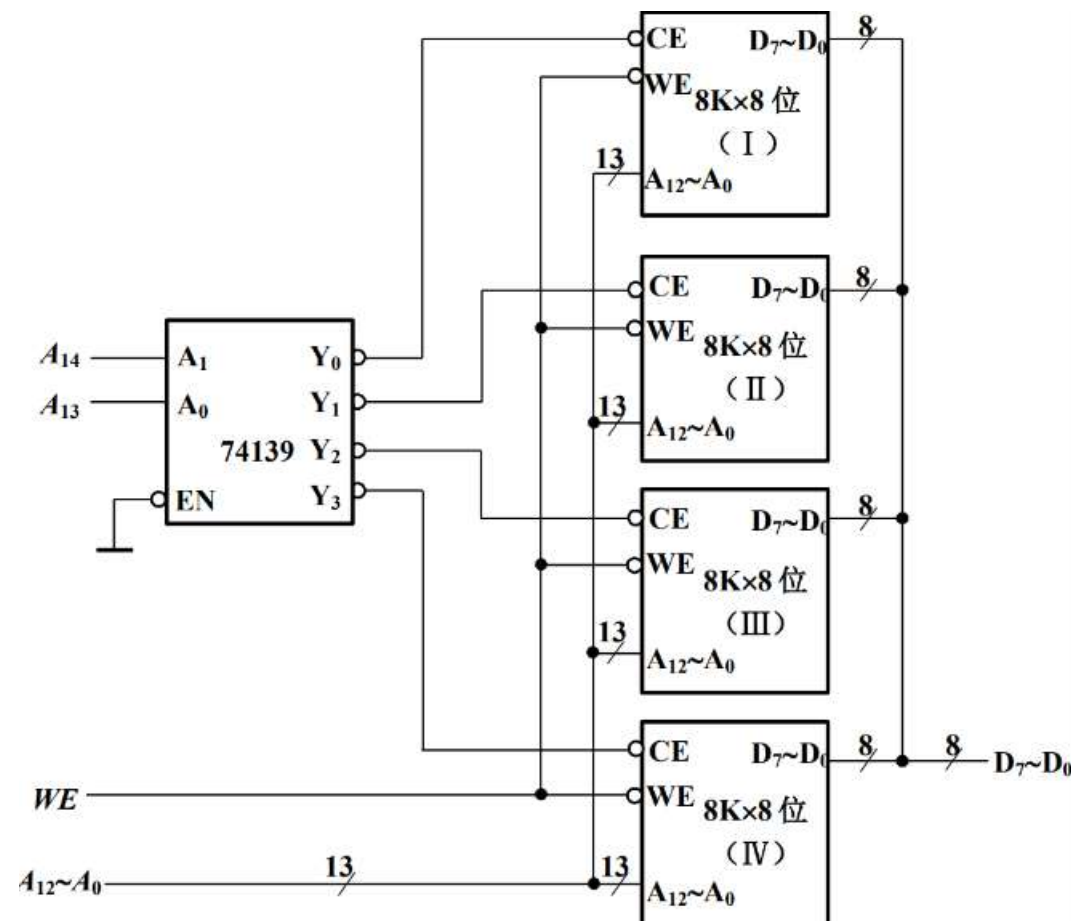 CE D₇~D₀ 8
WE 8K×8 位
(Ⅰ)
13 A₁₂~A₀
CE D₇~D₀ 8
WE 8K×8 位
(Ⅱ)
13 A₁₂~A₀
A₁₄ A₁ Y₀
A₁₃ A₀ Y₁
74139 Y₂
EN Y₃
CE D₇~D₀ 8
WE 8K×8 位
(Ⅲ)
13 A₁₂~A₀
CE D₇~D₀ 8 8 D₇~D₀
WE WE 8K×8 位
(Ⅳ)
A₁₂~A₀ 13 13 A₁₂~A₀